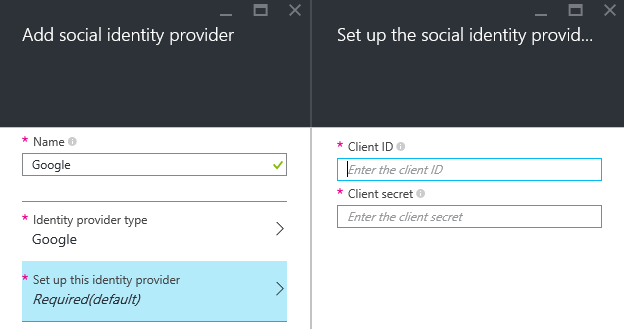 Add social identity provider
* Name
Google
* Identity provider type
Google
* Set up this identity provider
Required(default)
Set up the social identity provid...
* Client ID
Enter the client ID
* Client secret
Enter the client secret